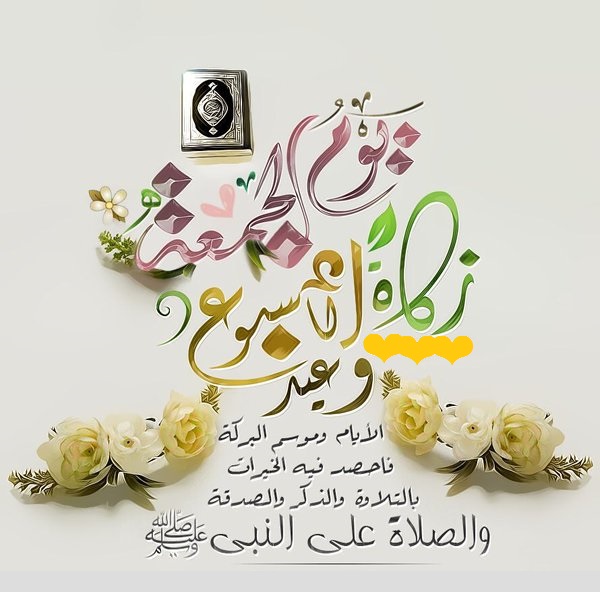 يوم الجمعة
زكاة الأسبوع
وعيد
الأيام وموسم البركة
فاحصد فيه الخيرات
بالتلاوة والذكر والصدقة
والصلاة على النبى ﷺ